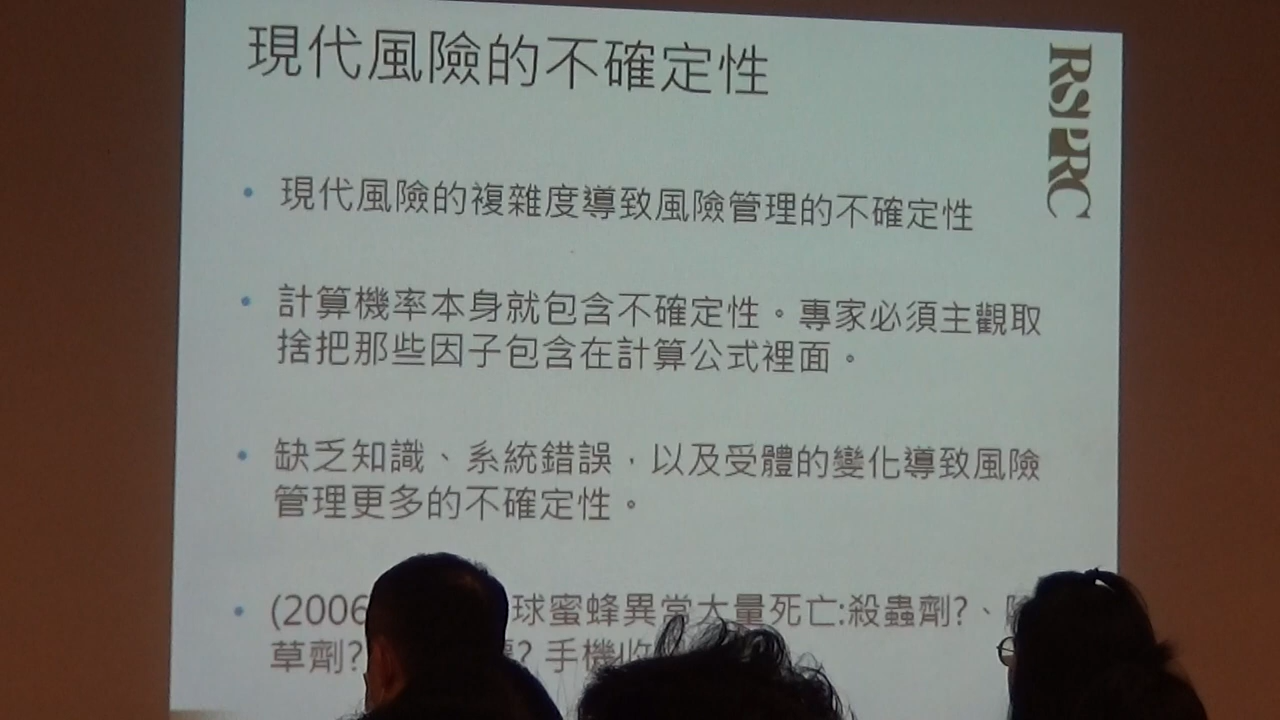 現代風險的不確定性
RSPRC
現代風險的複雜度導致風險管理的不確定性
計算機率本身就包含不確定性。專家必須主觀取
捨把那些因子包含在計算公式裡面。
缺乏知識、系統錯誤，以及受體的變化導致風險
管理更多的不確定性。
(2006 球蜜蜂異常大量死亡:殺蟲劑?、
草劑? ? 手機收